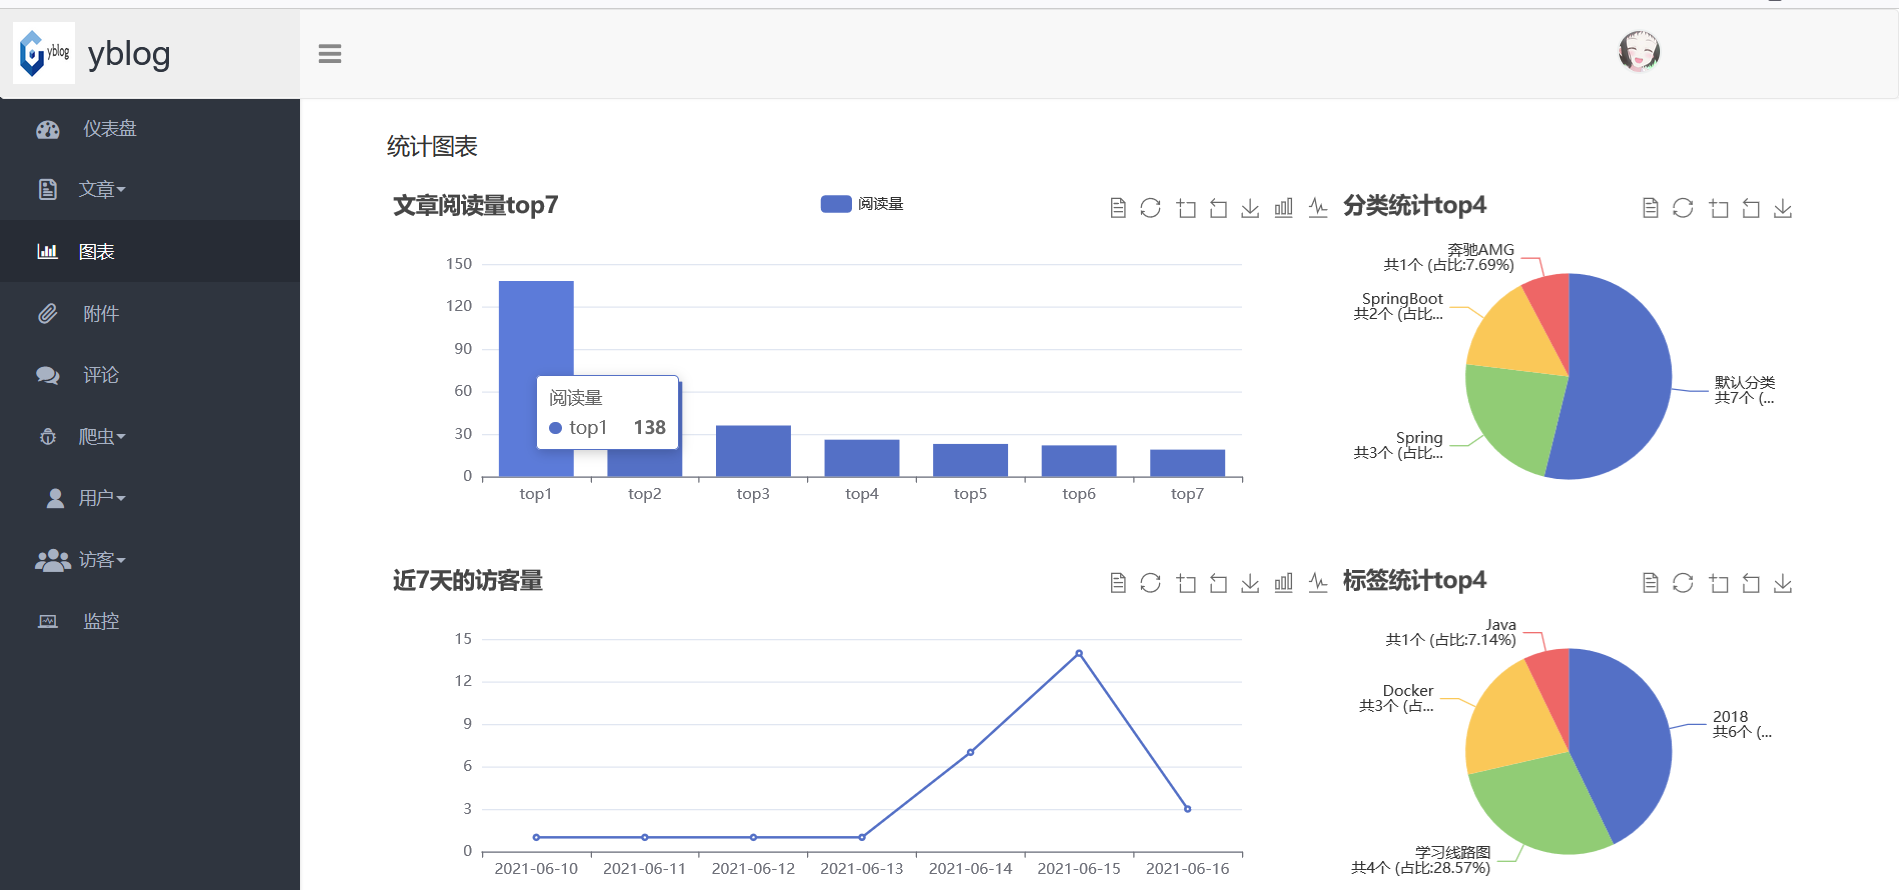 yblog
yblog
仪表盘
文章
图表
附件
评论
爬虫
用户
访客
监控
统计图表
文章阅读量top7
阅读量
150
120
90
60
30
0
阅读量
top1 138
top1 top2 top3 top4 top5 top6 top7
分类统计top4
奔驰AMG
共1个 (占比:7.69%)
SpringBoot
共2个 (占比...
默认分类
共7个 (...
Spring
共3个 (占比...
近7天的访客量
15
12
9
6
3
0
2021-06-10 2021-06-11 2021-06-12 2021-06-13 2021-06-14 2021-06-15 2021-06-16
标签统计top4
Java
共1个 (占比:7.14%)
Docker
共3个 (占...
2018
共6个 (...
学习线路图
共4个 (占比:28.57%)